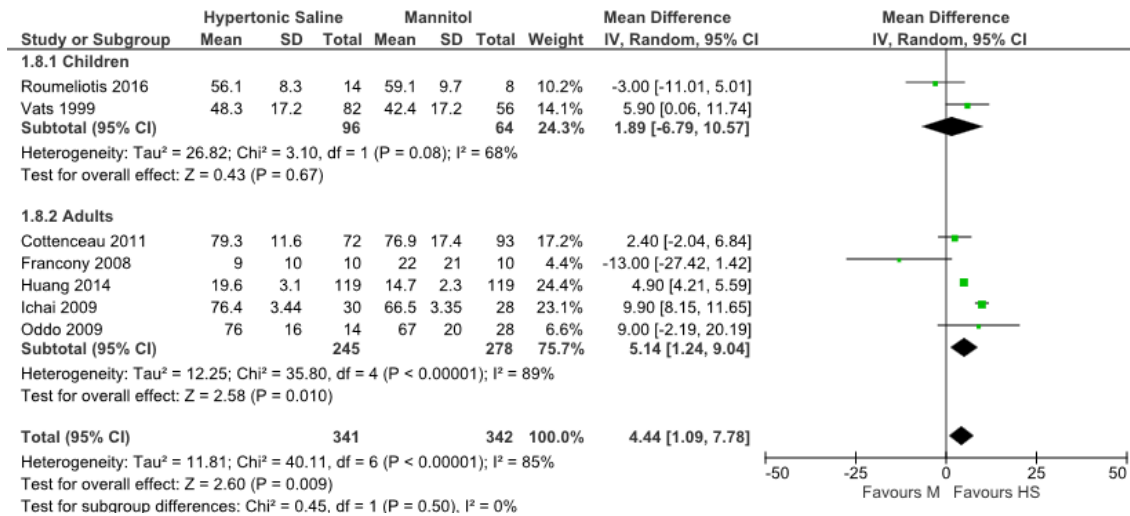 Hypertonic Saline Mannitol Mean Difference Mean Difference
Study or Subgroup Mean SD Total Mean SD Total Weight IV, Random, 95% CI IV, Random, 95% CI
1.8.1 Children
Roumeliotis 2016 56.1 8.3 14 59.1 9.7 8 10.2% -3.00 [-11.01, 5.01]
Vats 1999 48.3 17.2 82 42.4 17.2 56 14.1% 5.90 [0.06, 11.74]
Subtotal (95% CI) 96 64 24.3% 1.89 [-6.79, 10.57]
Heterogeneity: Tau² = 26.82; Chi² = 3.10, df = 1 (P = 0.08); I² = 68%
Test for overall effect: Z = 0.43 (P = 0.67)
1.8.2 Adults
Cottenceau 2011 79.3 11.6 72 76.9 17.4 93 17.2% 2.40 [-2.04, 6.84]
Francony 2008 9 10 10 22 21 10 4.4% -13.00 [-27.42, 1.42]
Huang 2014 19.6 3.1 119 14.7 2.3 119 24.4% 4.90 [4.21, 5.59]
Ichai 2009 76.4 3.44 30 66.5 3.35 28 23.1% 9.90 [8.15, 11.65]
Oddo 2009 76 16 14 67 20 28 6.6% 9.00 [-2.19, 20.19]
Subtotal (95% CI) 245 278 75.7% 5.14 [1.24, 9.04]
Heterogeneity: Tau² = 12.25; Chi² = 35.80, df = 4 (P < 0.00001); I² = 89%
Test for overall effect: Z = 2.58 (P = 0.010)
Total (95% CI) 341 342 100.0% 4.44 [1.09, 7.78]
Heterogeneity: Tau² = 11.81; Chi² = 40.11, df = 6 (P < 0.00001); I² = 85%
Test for overall effect: Z = 2.60 (P = 0.009)
Test for subgroup differences: Chi² = 0.45, df = 1 (P = 0.50), I² = 0%
-50 -25 0 25 50
Favours M Favours HS